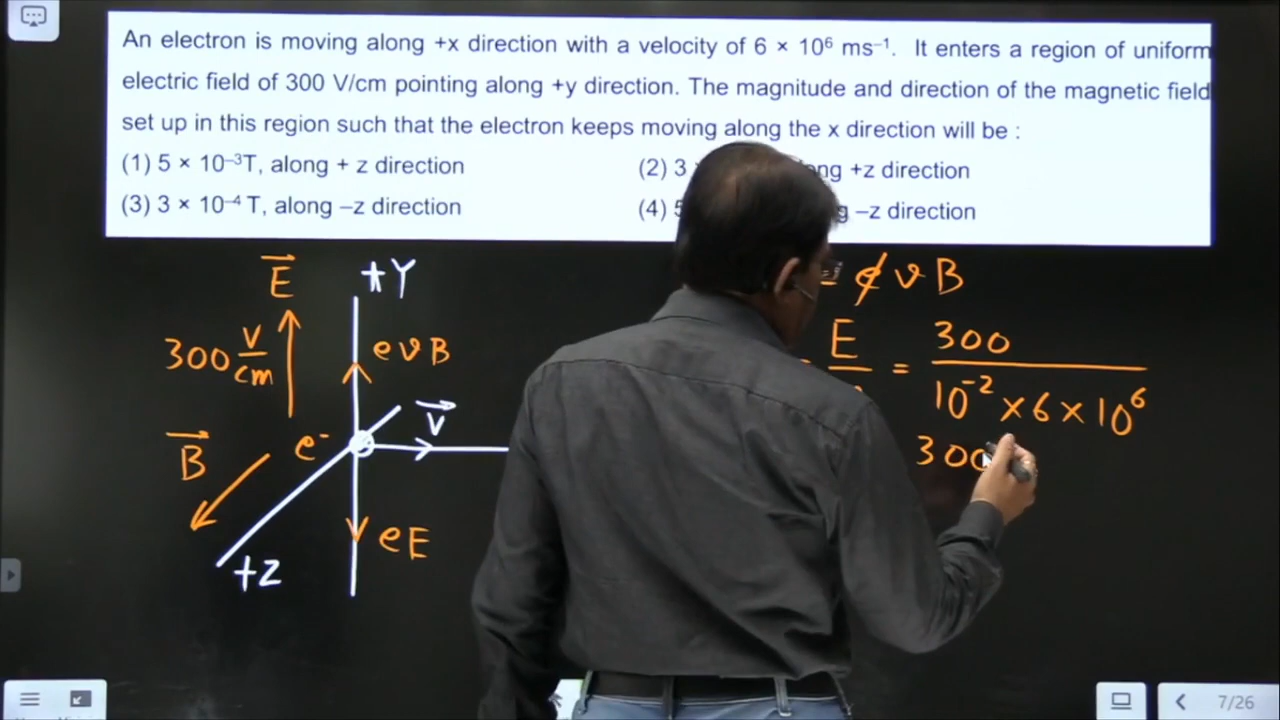 An electron is moving along +x direction with a velocity of 6 × 10⁶ ms⁻¹. It enters a region of uniform
electric field of 300 V/cm pointing along +y direction. The magnitude and direction of the magnetic field
set up in this region such that the electron keeps moving along the x direction will be :
(1) 5 × 10⁻³T, along + z direction
(2) 3 ng +z direction
(3) 3 × 10⁻⁴ T, along –z direction
(4) –z direction
E
+Y
= e v B
300 V/cm
e v B
E = 300 / 10⁻² × 6 × 10⁶
B
e⁻
V
300
eE
+Z
7/26